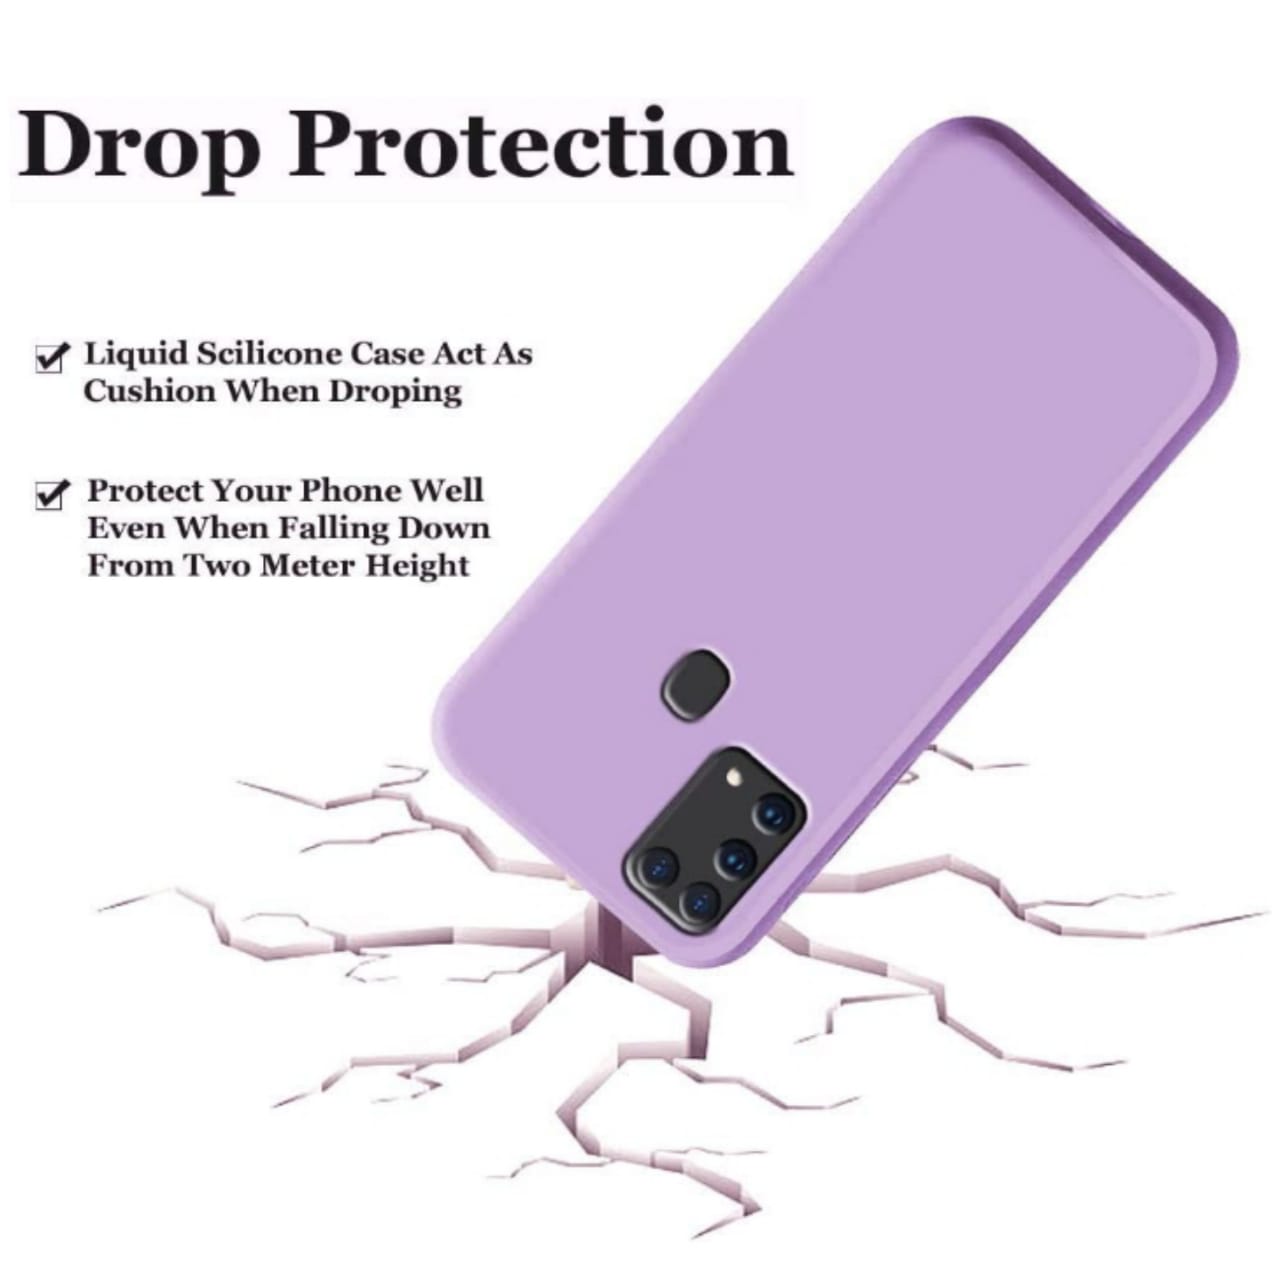 Drop Protection
Liquid Scilicone Case Act As
Cushion When Droping
Protect Your Phone Well
Even When Falling Down
From Two Meter Height